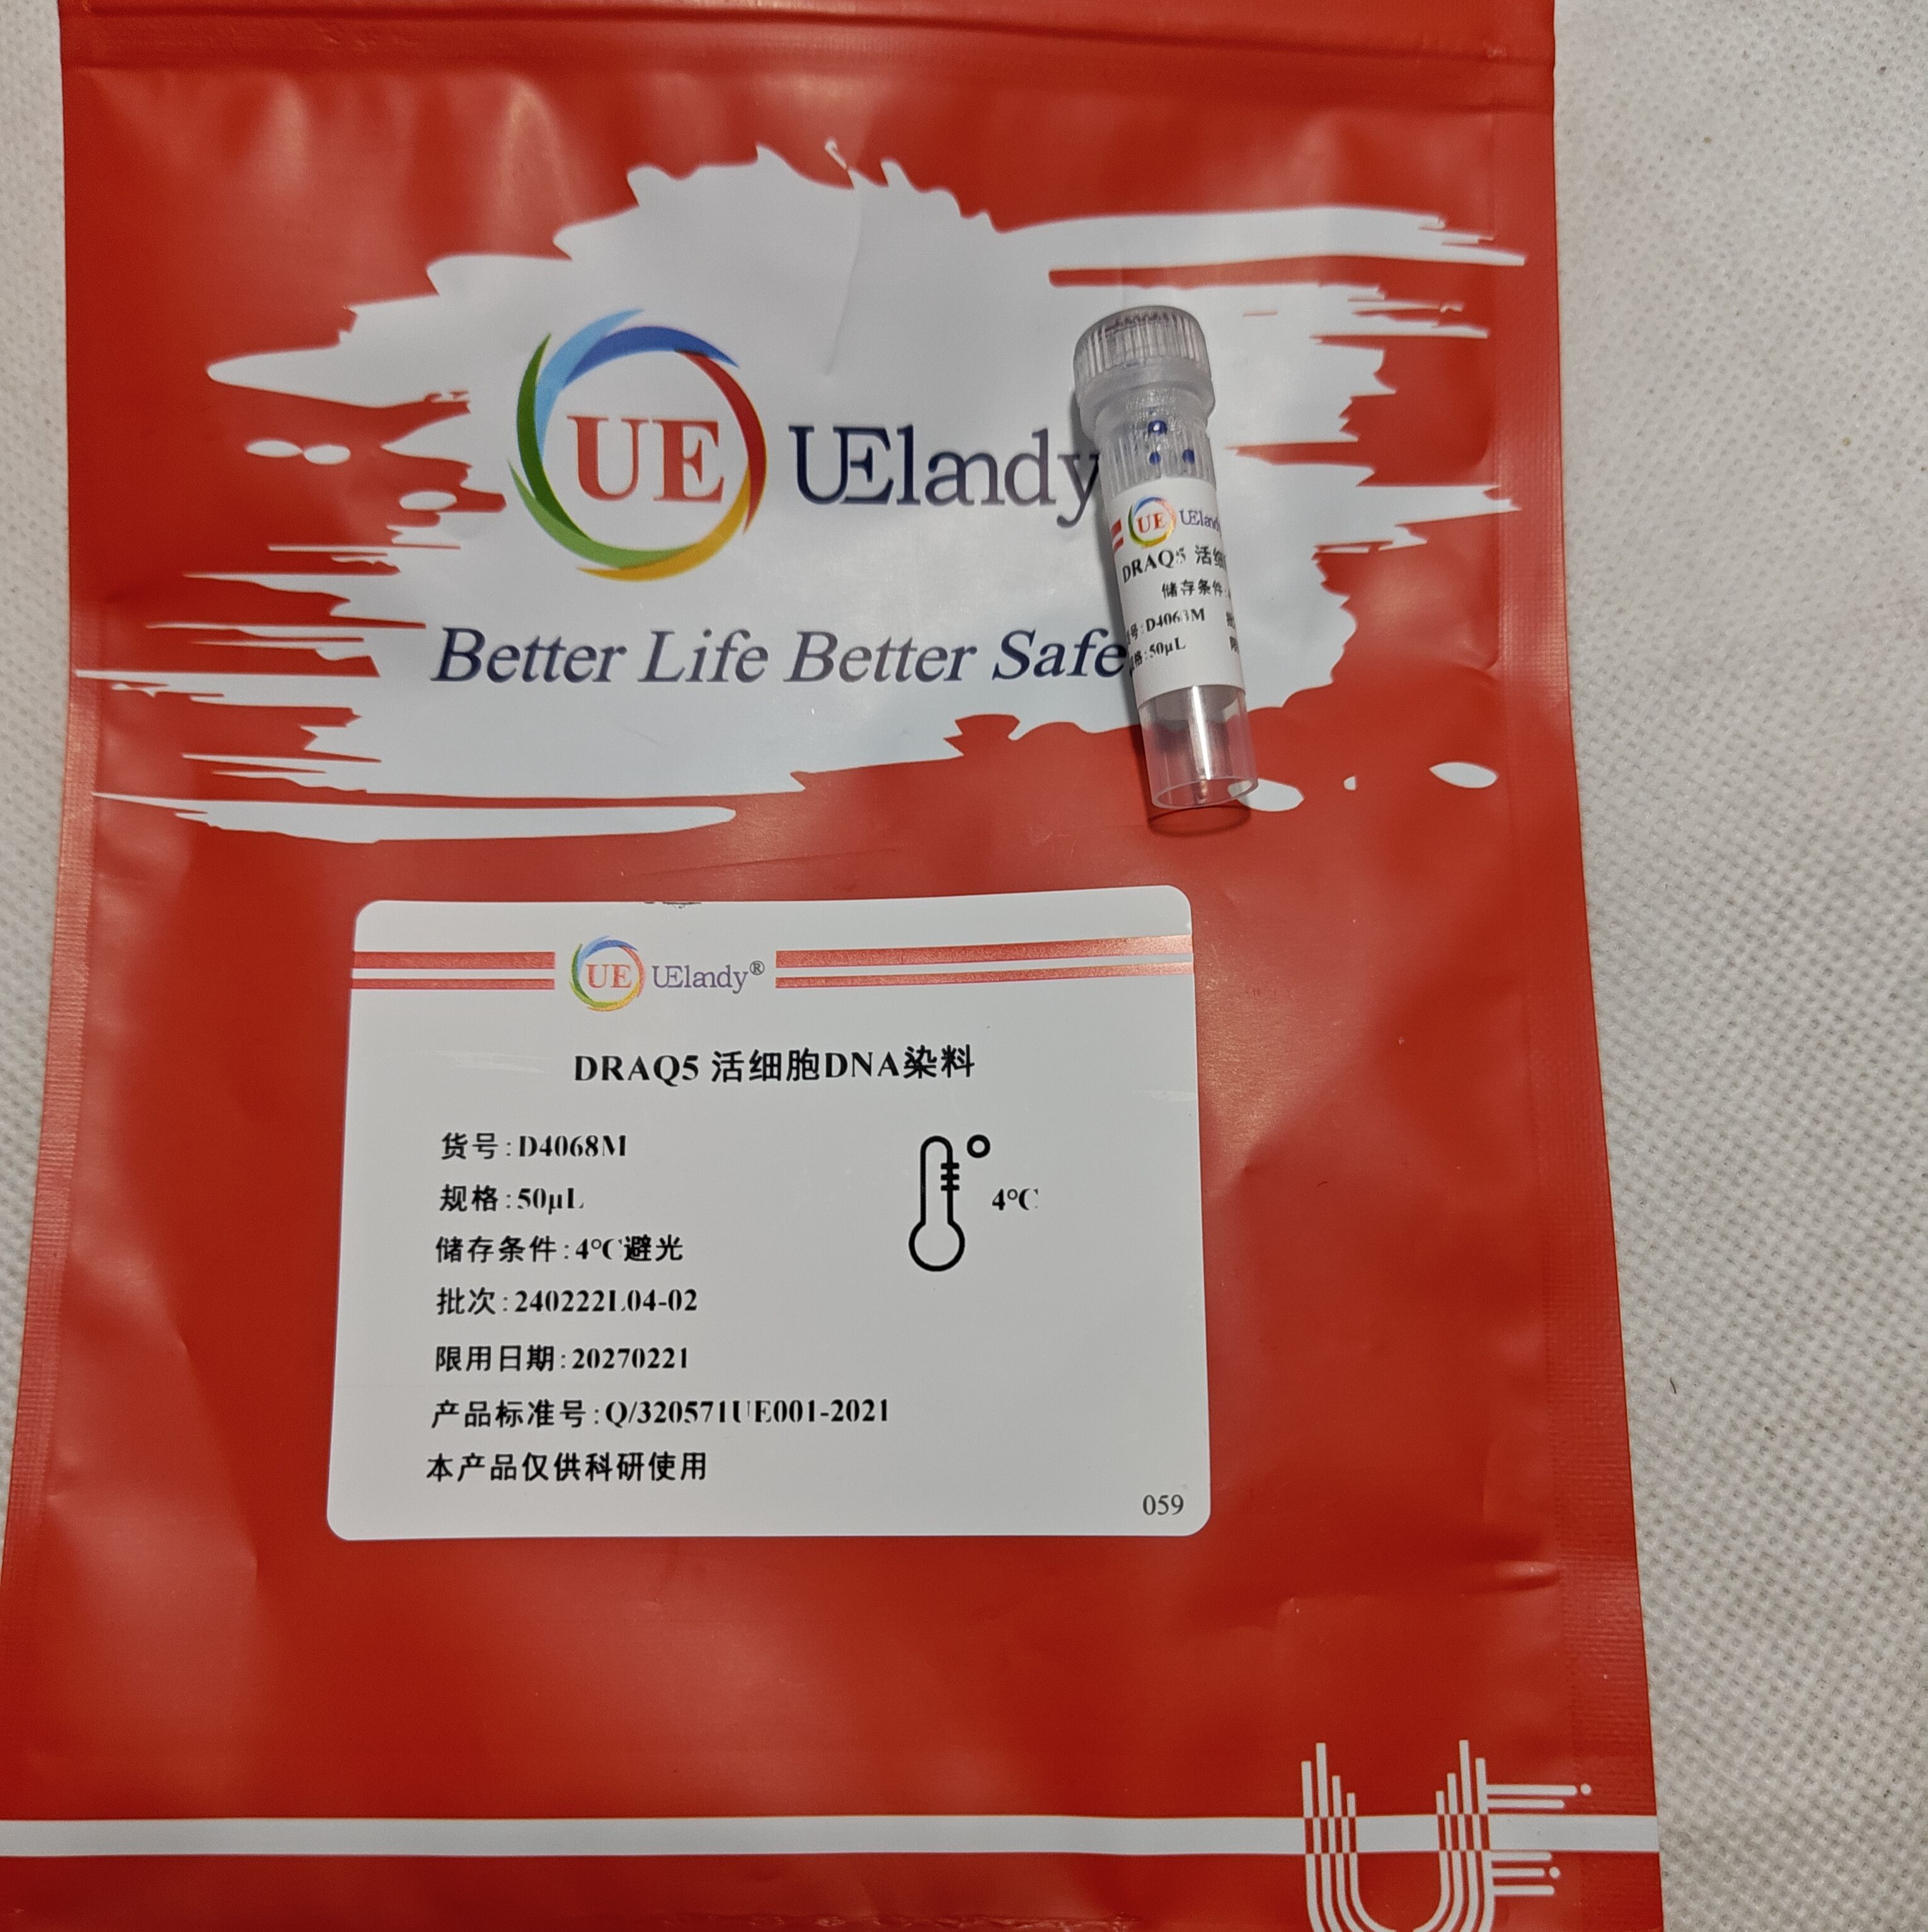 UE UElandy
Better Life Better Safe
UE UEland
DRAQ5 活细
储存条件:
号:D4068M
格:50μL
UE UElandy®
DRAQ5 活细胞DNA染料
货号:D4068M
规格:50μL
4℃
储存条件:4℃避光
批次:240222L04-02
限用日期:20270221
产品标准号:Q/320571UE001-2021
本产品仅供科研使用
059